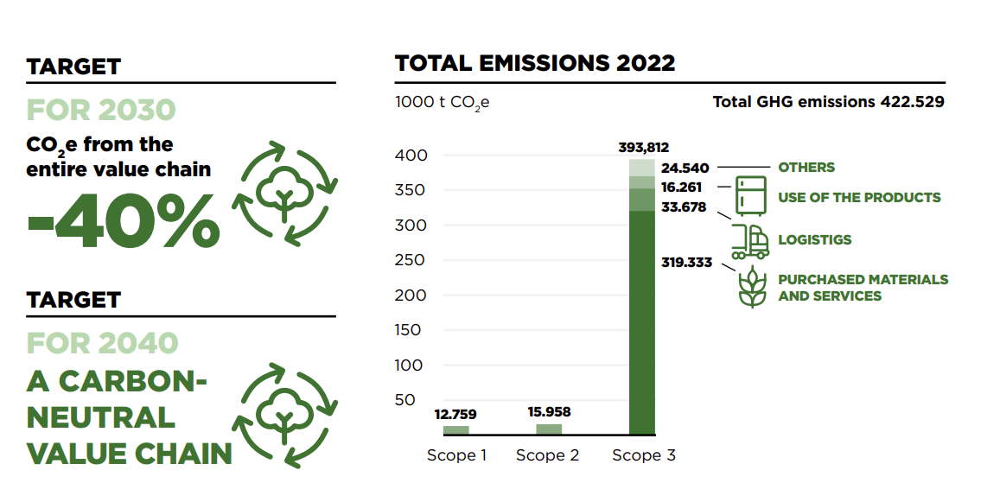 TARGET
FOR 2030
CO₂e from the
entire value chain
-40%
TARGET
FOR 2040
A CARBON-
NEUTRAL
VALUE CHAIN
TOTAL EMISSIONS 2022
1000 t CO₂e
Total GHG emissions 422.529
400
350
300
250
200
150
100
50
12.759
15.958
393,812
24.540
OTHERS
16.261
USE OF THE PRODUCTS
33.678
LOGISTIGS
319.333
PURCHASED MATERIALS
AND SERVICES
Scope 1
Scope 2
Scope 3